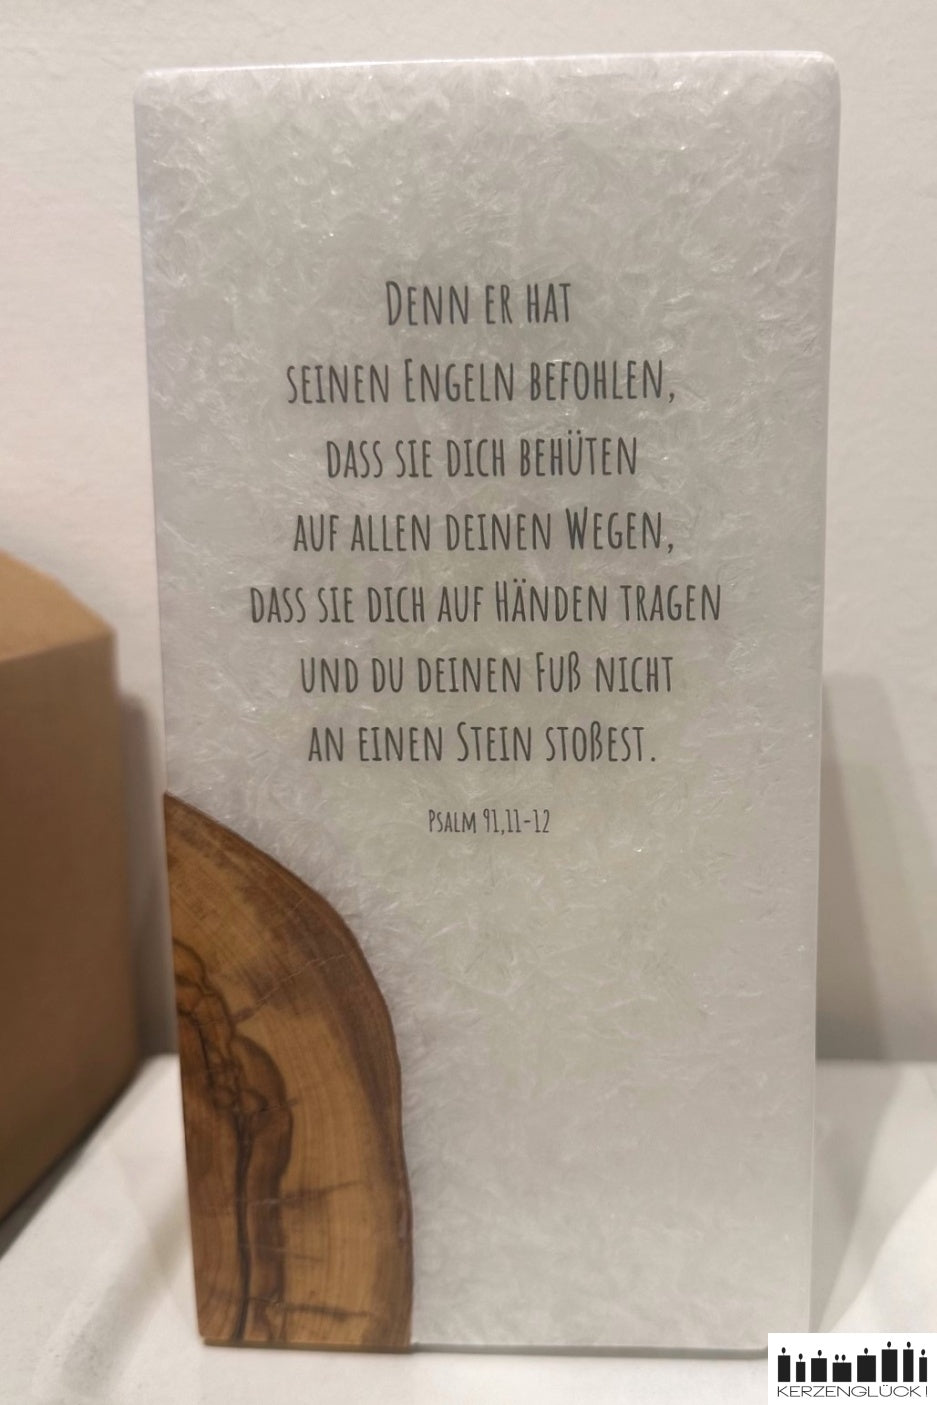 Denn er hat
seinen Engeln befohlen,
dass sie dich behüten
auf allen deinen Wegen,
dass sie dich auf Händen tragen
und du deinen Fuß nicht
an einen Stein stoßest.
Psalm 91,11-12
KERZENGLÜCK!